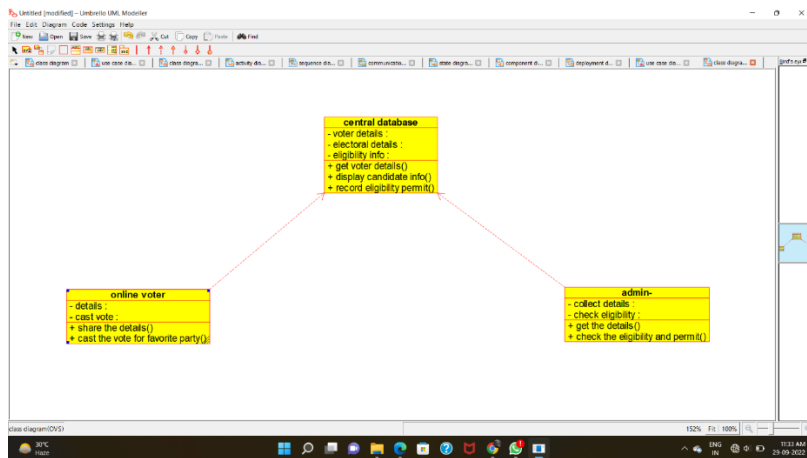 Untitled [modified] – Umbrello UML Modeller
File Edit Diagram Code Settings Help
New Open Save Cut Copy Paste Find
class diagram use case dia... class diagra... activity dia... sequence dia... communicatio... state diagra... component d... deployment d... use case dia... class diagra... Bird's eye
central database
- voter details :
- electoral details :
- eligibility info :
+ get voter details()
+ display candidate info()
+ record eligibility permit()
online voter
- details :
- cast vote :
+ share the details()
+ cast the vote for favorite party()
admin-
- collect details :
- check eligibility :
+ get the details()
+ check the eligibility and permit()
class diagram(OVS)
152% Fit 100%
30°C
Haze
ENG
IN
11:33 AM
29-09-2022